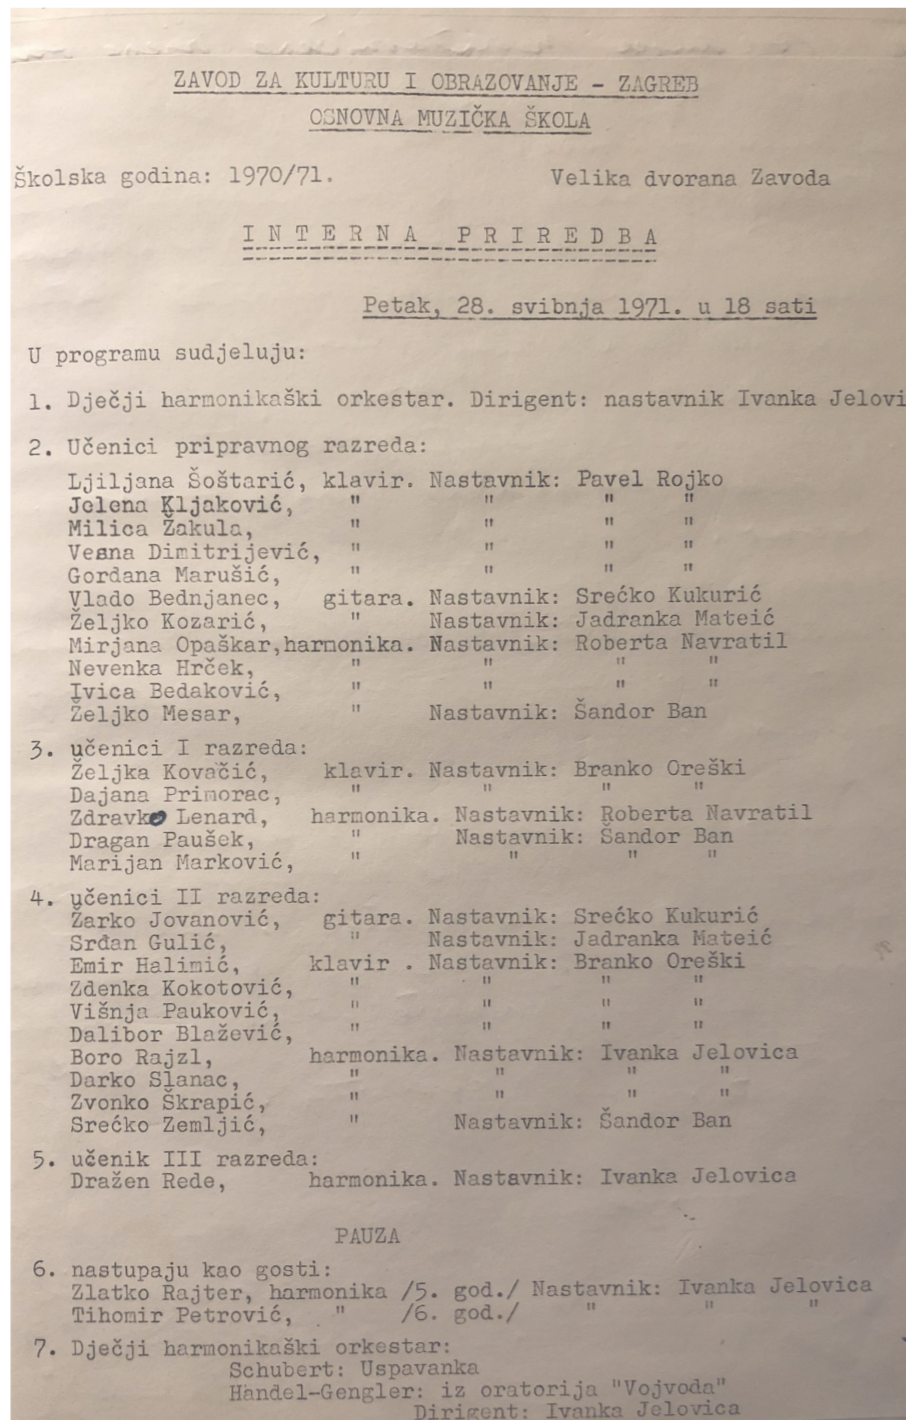 ZAVOD ZA KULTURU I OBRAZOVANJE - ZAGREB
OSNOVNA MUZIČKA ŠKOLA
Školska godina: 1970/71. Velika dvorana Zavoda
I N T E R N A P R I R E D B A
Petak, 28. svibnja 1971. u 18 sati
U programu sudjeluju:
1. Dječji harmonikaški orkestar. Dirigent: nastavnik Ivanka Jelovi
2. Učenici pripravnog razreda:
Ljiljana Šoštarić, klavir. Nastavnik: Pavel Rojko
Jelena Kljaković, " " " "
Milica Žakula, " " " "
Vesna Dimitrijević, " " " "
Gordana Marušić, " " " "
Vlado Bednjanec, gitara. Nastavnik: Srećko Kukurić
Željko Kozarić, " Nastavnik: Jadranka Mateić
Mirjana Opaškar,harmonika. Nastavnik: Roberta Navratil
Nevenka Hrček, " " " "
Ivica Bedaković, " " " "
Željko Mesar, " Nastavnik: Šandor Ban
3. učenici I razreda:
Željka Kovačić, klavir. Nastavnik: Branko Oreški
Dajana Primorac, " " " "
Zdravko Lenard, harmonika. Nastavnik: Roberta Navratil
Dragan Paušek, " Nastavnik: Šandor Ban
Marijan Marković, " " " "
4. učenici II razreda:
Žarko Jovanović, gitara. Nastavnik: Srećko Kukurić
Srđan Gulić, " Nastavnik: Jadranka Mateić
Emir Halimić, klavir . Nastavnik: Branko Oreški
Zdenka Kokotović, " " " "
Višnja Pauković, " " " "
Dalibor Blažević, " " " "
Boro Rajzl, harmonika. Nastavnik: Ivanka Jelovica
Darko Slanac, " " " "
Zvonko Škrapić, " " " "
Srećko Zemljić, " Nastavnik: Šandor Ban
5. učenik III razreda:
Dražen Rede, harmonika. Nastavnik: Ivanka Jelovica
PAUZA
6. nastupaju kao gosti:
Zlatko Rajter, harmonika /5. god./ Nastavnik: Ivanka Jelovica
Tihomir Petrović, " /6. god./ " " "
7. Dječji harmonikaški orkestar:
Schubert: Uspavanka
Händel-Gengler: iz oratorija "Vojvoda"
Dirigent: Ivanka Jelovica